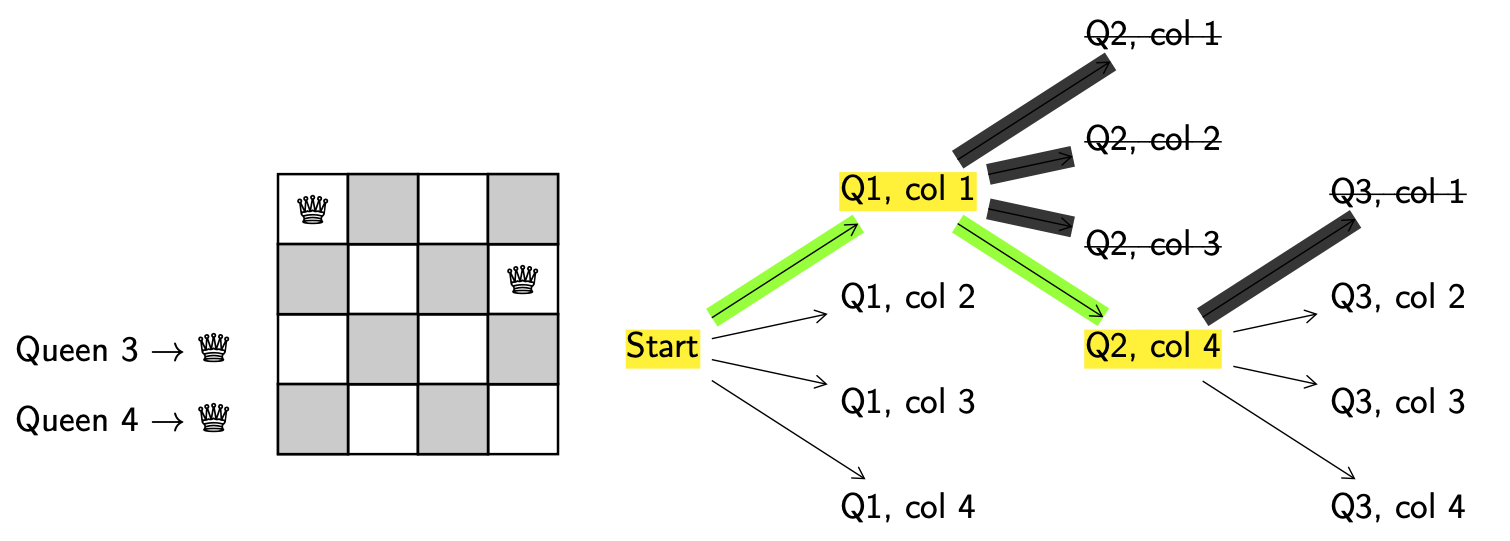 Queen 3 → ♛
Queen 4 → ♛
Start
Q1, col 1
Q1, col 2
Q1, col 3
Q1, col 4
Q2, col 1
Q2, col 2
Q2, col 3
Q2, col 4
Q3, col 1
Q3, col 2
Q3, col 3
Q3, col 4